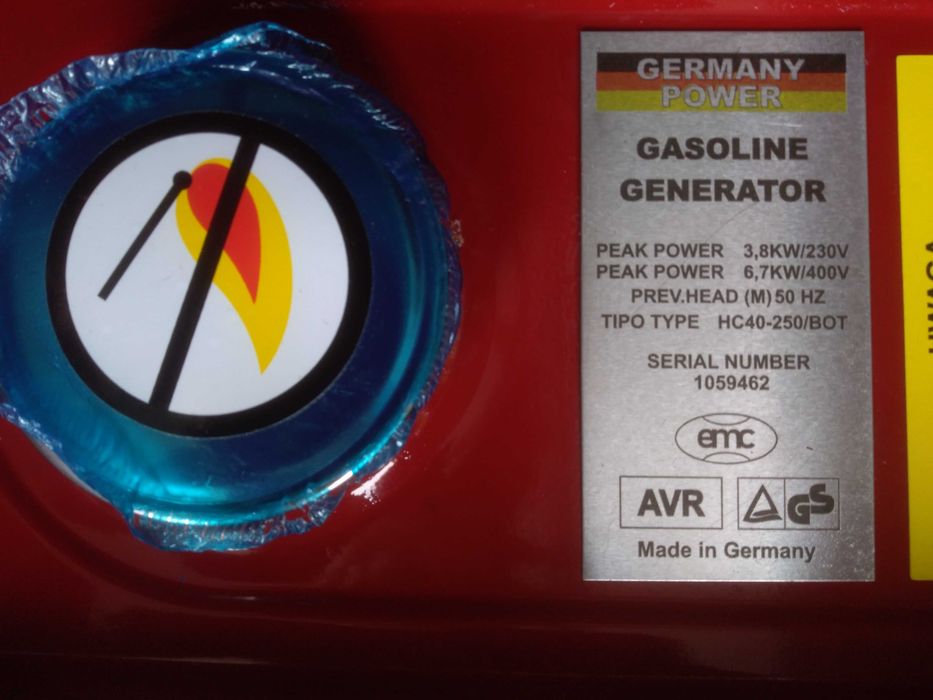 GERMANY
POWER
GASOLINE
GENERATOR
PEAK POWER 3,8KW/230V
PEAK POWER 6,7KW/400V
PREV.HEAD (M) 50 HZ
TIPO TYPE HC40-250/BOT
SERIAL NUMBER
1059462
emc
AVR
GS
Made in Germany
UWAGA